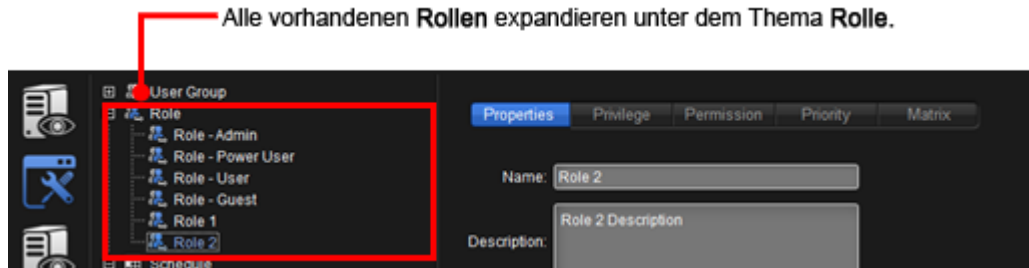 Alle vorhandenen Rollen expandieren unter dem Thema Rolle.
User Group
Role
Role - Admin
Role - Power User
Role - User
Role - Guest
Role 1
Role 2
Schedule
Properties Privilege Permission Priority Matrix
Name: Role 2
Description: Role 2 Description